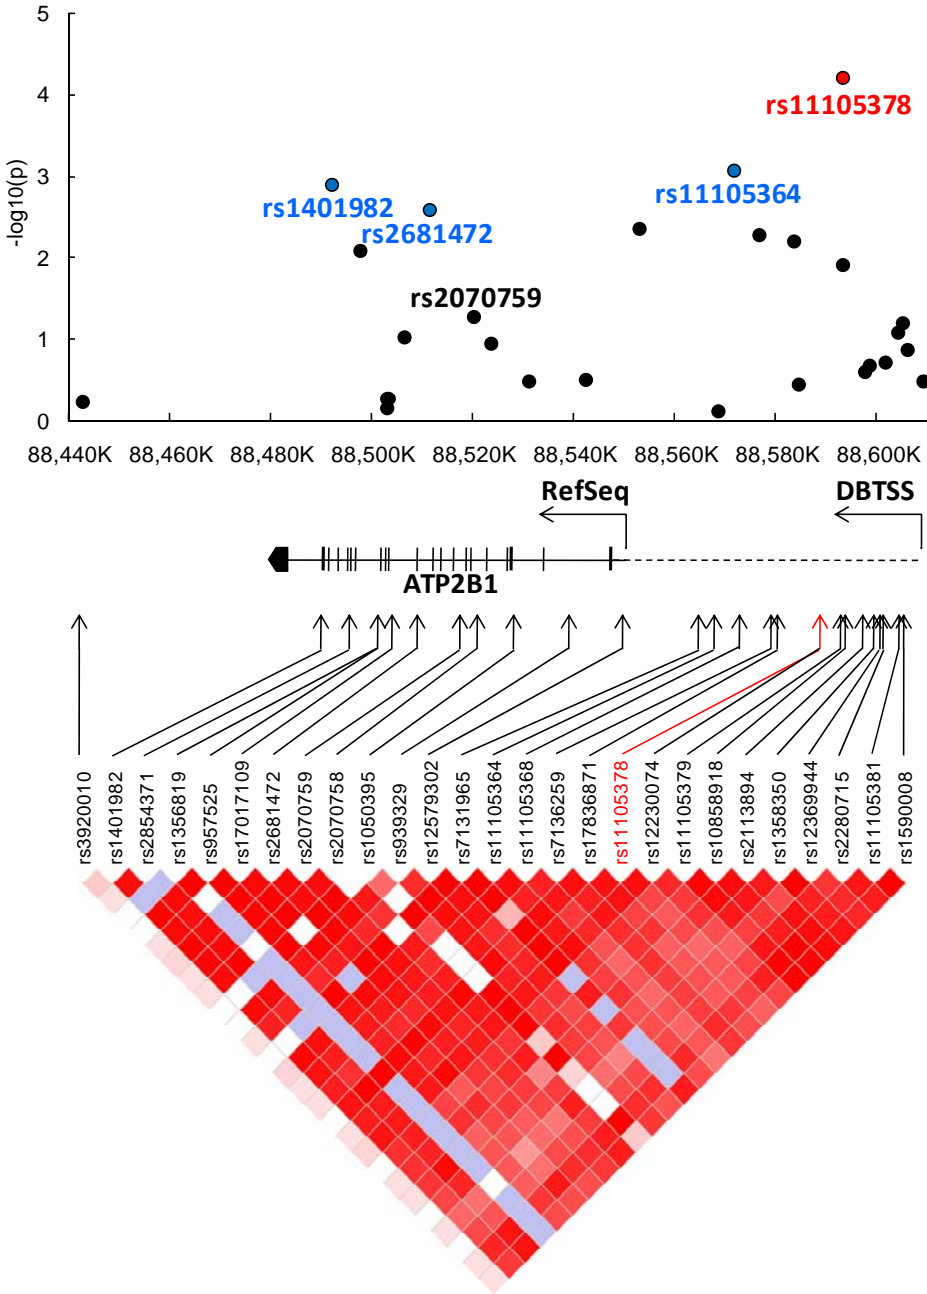 5
4
rs11105378
3
-log10(p)
rs11105364
rs1401982
rs2681472
2
rs2070759
1
0
88,440K 88,460K 88,480K 88,500K 88,520K 88,540K 88,560K 88,580K 88,600K
RefSeq DBTSS
ATP2B1
rs3920010
rs1401982
rs2854371
rs1356819
rs957525
rs17017109
rs2681472
rs2070759
rs2070758
rs1050395
rs939329
rs12579302
rs7131965
rs11105364
rs11105368
rs7136259
rs17836871
rs11105378
rs12230074
rs11105379
rs10858918
rs2113894
rs1358350
rs12369944
rs2280715
rs11105381
rs1590008